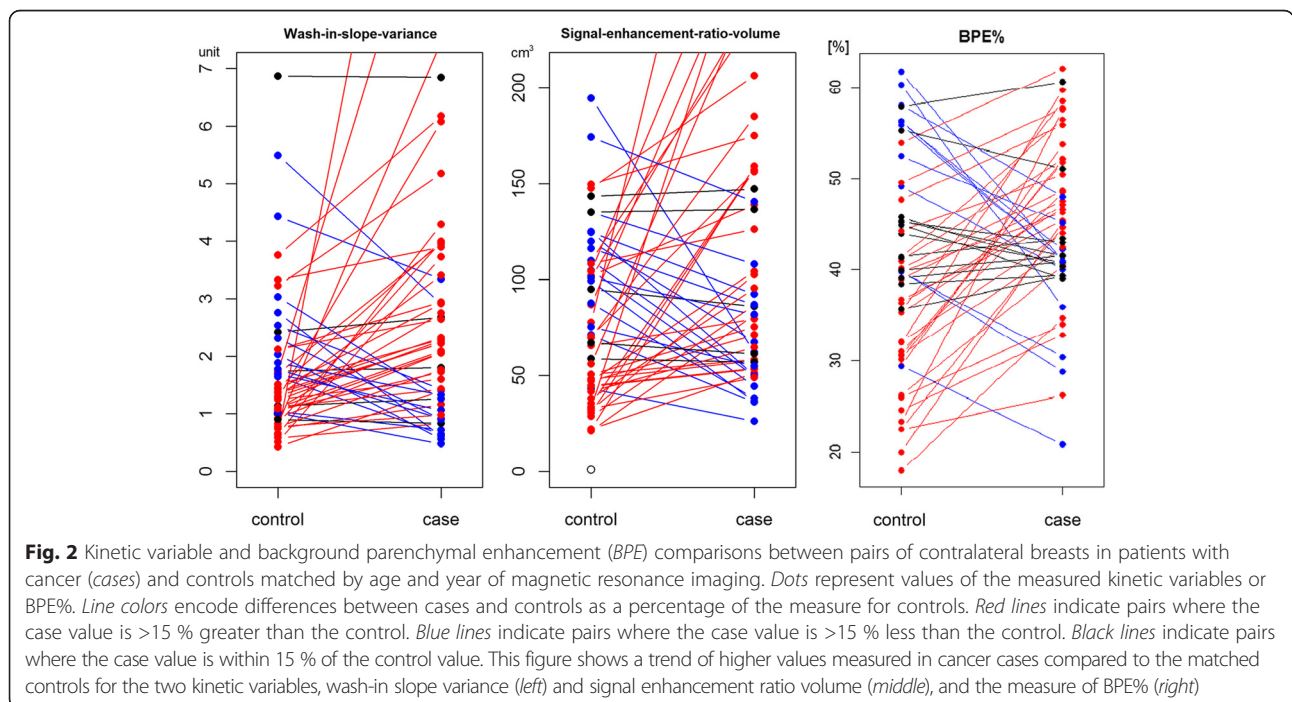 Wash-in-slope-variance
unit
7
6
5
4
3
2
1
0
control case
Signal-enhancement-ratio-volume
cm³
200
150
100
50
0
control case
BPE%
[%]
60
50%
40%
30%
20%
control case
Fig. 2 Kinetic variable and background parenchymal enhancement (BPE) comparisons between pairs of contralateral breasts in patients with
cancer (cases) and controls matched by age and year of magnetic resonance imaging. Dots represent values of the measured kinetic variables or
BPE%. Line colors encode differences between cases and controls as a percentage of the measure for controls. Red lines indicate pairs where the
case value is >15 % greater than the control. Blue lines indicate pairs where the case value is >15 % less than the control. Black lines indicate pairs
where the case value is within 15 % of the control value. This figure shows a trend of higher values measured in cancer cases compared to the matched
controls for the two kinetic variables, wash-in slope variance (left) and signal enhancement ratio volume (middle), and the measure of BPE% (right)